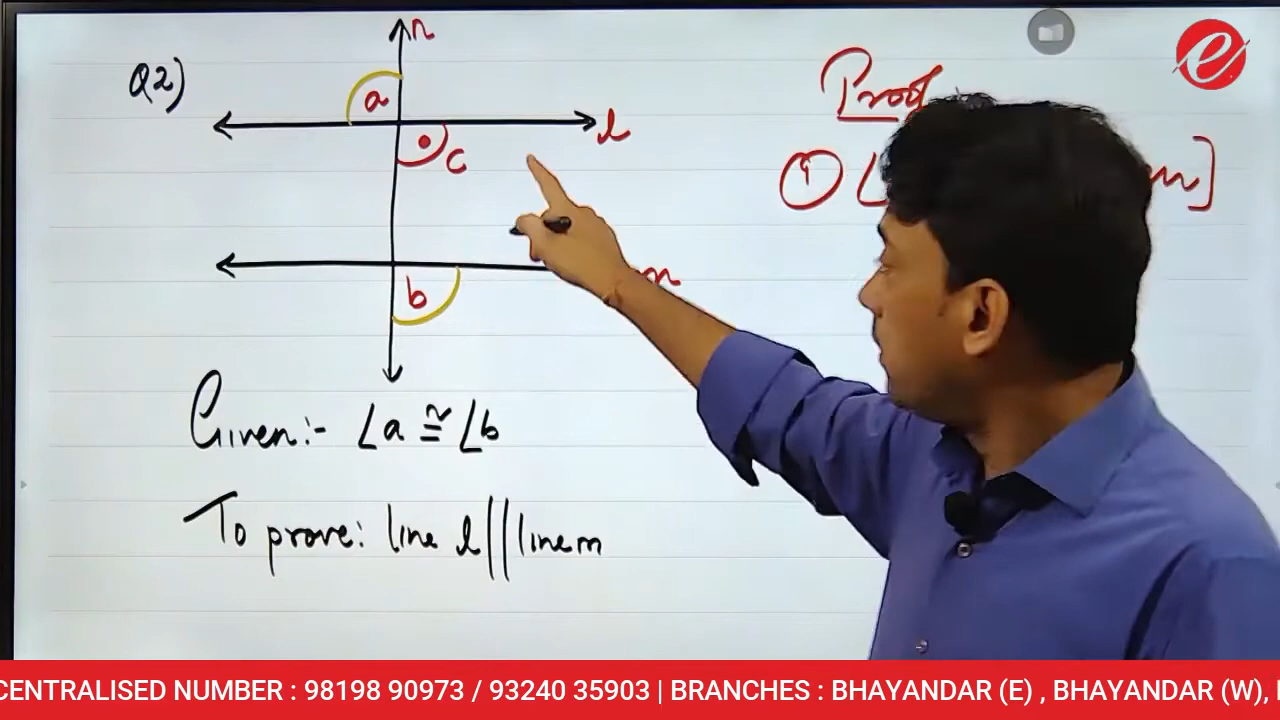 Q2)
n
a
l
c
m
b
Given:- ∠a ≅ ∠b
To prove: line l || line m
Proof
①
m]
e
CENTRALISED NUMBER : 98198 90973 / 93240 35903 | BRANCHES : BHAYANDAR (E) , BHAYANDAR (W),